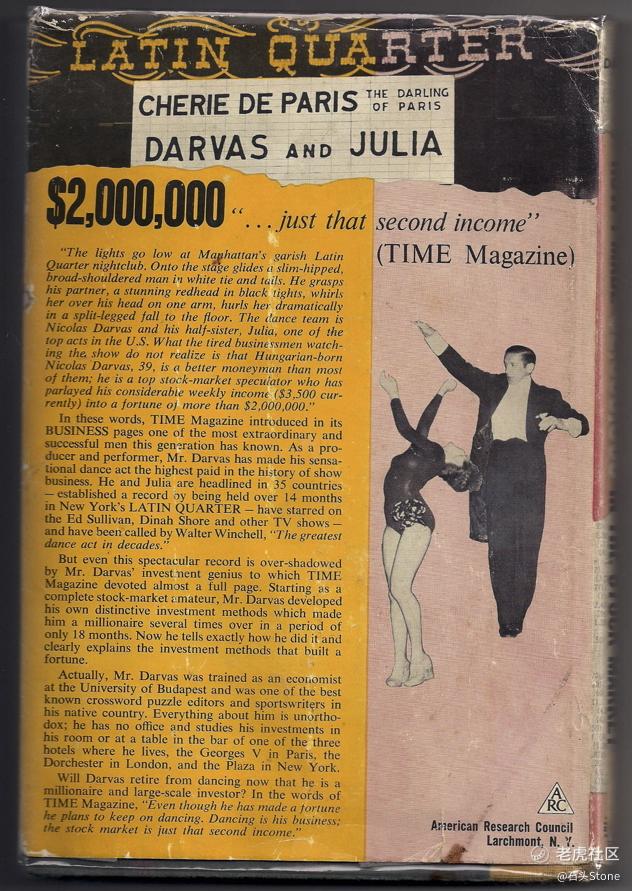 LATIN QUARTER
CHERIE DE PARIS THE DARLING OF PARIS
DARVAS AND JULIA
$2,000,000 "...just that second income"
(TIME Magazine)
"The lights go low at Manhattan's garish Latin
Quarter nightclub. Onto the stage glides a slim-hipped,
broad-shouldered man in white tie and tails. He grasps
his partner, a stunning redhead in black tights, whirls
her over his head on one arm, hurls her dramatically
in a split-legged fall to the floor. The dance team is
Nicolas Darvas and his half-sister, Julia, one of the
top acts in the U.S. What the tired businessmen watch-
ing the show do not realize is that Hungarian-born
Nicolas Darvas, 39, is a better moneyman than most
of them; he is a top stock-market speculator who has
parlayed his considerable weekly income ($3,500 cur-
rently) into a fortune of more than $2,000,000."
In these words, TIME Magazine introduced in its
BUSINESS pages one of the most extraordinary and
successful men this generation has known. As a pro-
ducer and performer, Mr. Darvas has made his sensa-
tional dance act the highest paid in the history of show
business. He and Julia are headlined in 35 countries
— established a record by being held over 14 months
in New York's LATIN QUARTER — have starred on
the Ed Sullivan, Dinah Shore and other TV shows —
and have been called by Walter Winchell, "The greatest
dance act in decades."
But even this spectacular record is over-shadowed
by Mr. Darvas' investment genius to which TIME
Magazine devoted almost a full page. Starting as a
complete stock-market amateur, Mr. Darvas developed
his own distinctive investment methods which made
him a millionaire several times over in a period of
only 18 months. Now he tells exactly how he did it and
clearly explains the investment methods that built a
fortune.
Actually, Mr. Darvas was trained as an economist
at the University of Budapest and was one of the best
known crossword puzzle editors and sportswriters in
his native country. Everything about him is unortho-
dox; he has no office and studies his investments in
his room or at a table in the bar of one of the three
hotels where he lives, the Georges V in Paris, the
Dorchester in London, and the Plaza in New York.
Will Darvas retire from dancing now that he is a
millionaire and large-scale investor? In the words of
TIME Magazine, "Even though he has made a fortune
he plans to keep on dancing. Dancing is his business;
the stock market is just that second income."
A
RC
American Research Council
Larchmont, N. Y.
老虎社区
@石头Stone